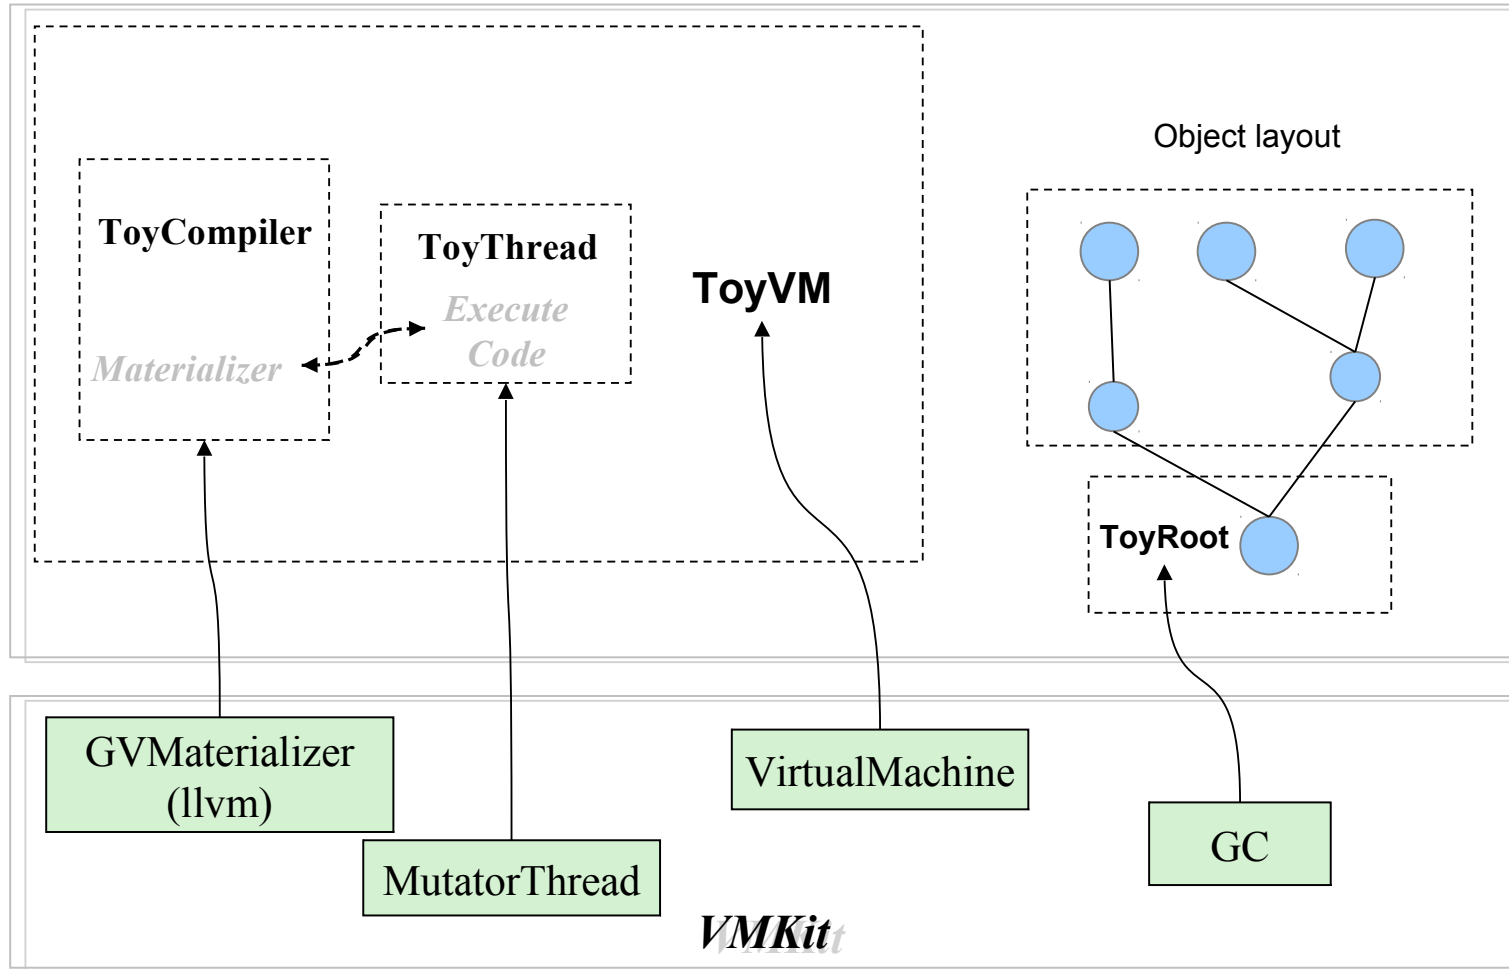 Object layout
ToyCompiler
ToyThread
ToyVM
Execute
Code
Materializer
ToyRoot
GVMaterializer
(llvm)
VirtualMachine
MutatorThread
GC
VMKit